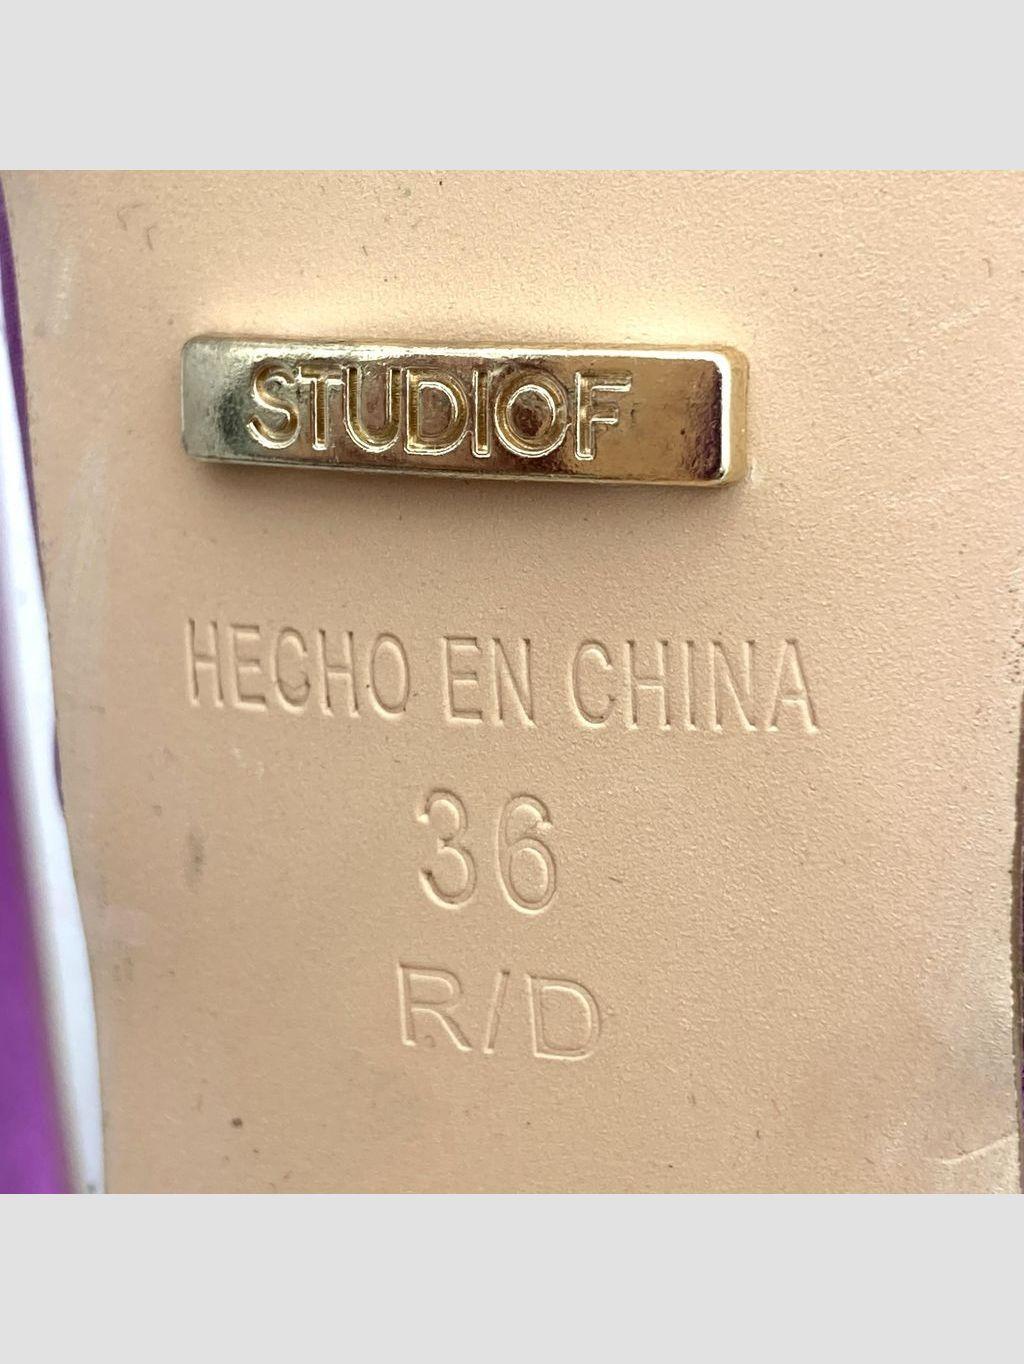 STUDIOF
HECHO EN CHINA
36
R/D